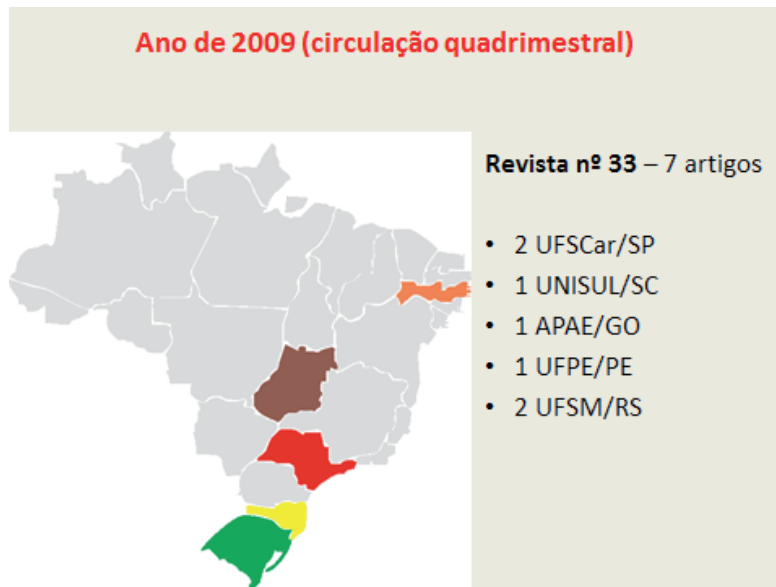 Ano de 2009 (circulação quadrimestral)
Revista nº 33 – 7 artigos
• 2 UFSCar/SP
• 1 UNISUL/SC
• 1 APAE/GO
• 1 UFPE/PE
• 2 UFSM/RS